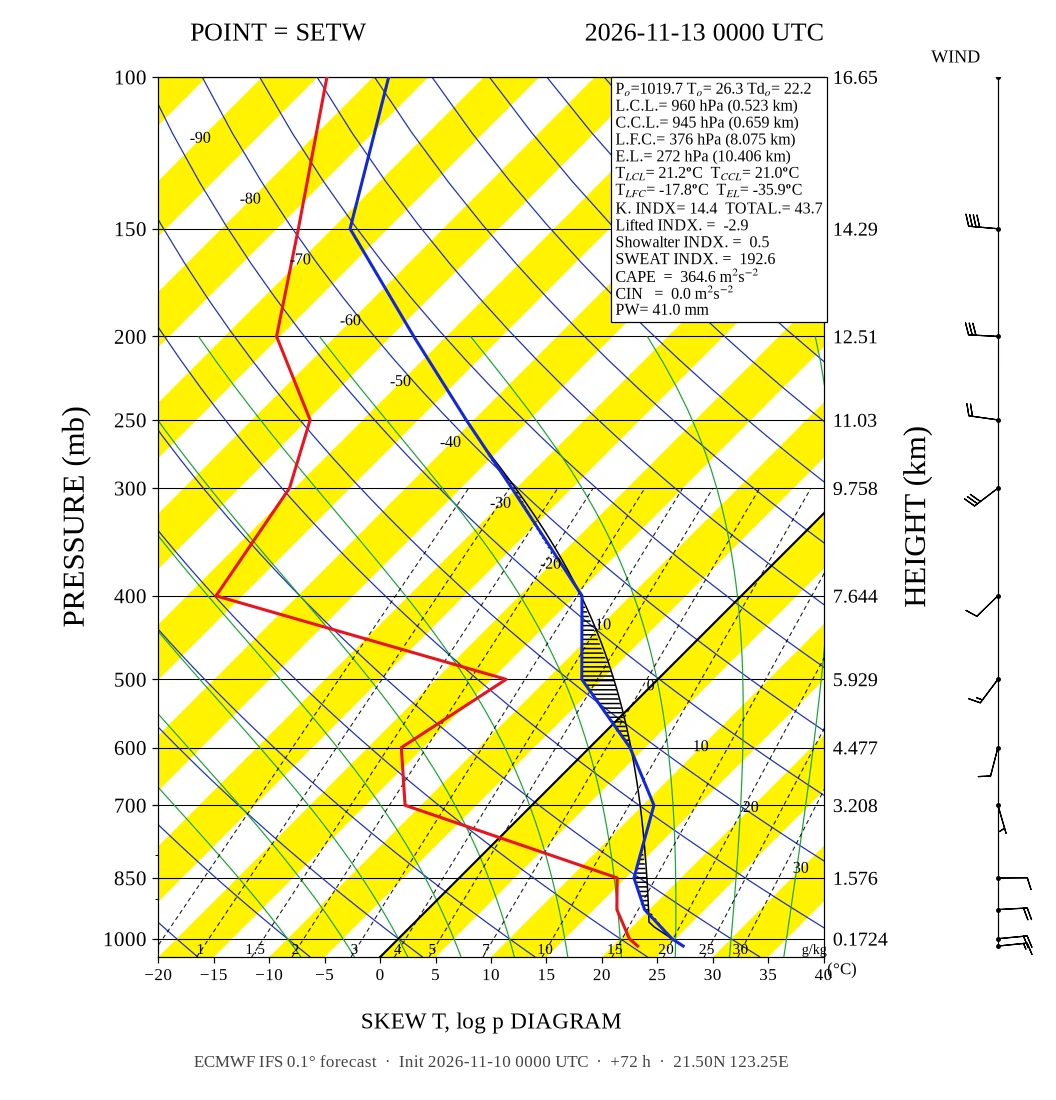 POINT = SETW
2026-11-13 0000 UTC
WIND
100
16.65
P₀=1019.7 T₀= 26.3 Td₀= 22.2
L.C.L.= 960 hPa (0.523 km)
C.C.L.= 945 hPa (0.659 km)
L.F.C.= 376 hPa (8.075 km)
E.L.= 272 hPa (10.406 km)
T_LCL= 21.2°C T_CCL= 21.0°C
T_LFC= -17.8°C T_EL= -35.9°C
K. INDX= 14.4 TOTAL.= 43.7
Lifted INDX. = -2.9
Showalter INDX. = 0.5
SWEAT INDX. = 192.6
CAPE = 364.6 m²s⁻²
CIN = 0.0 m²s⁻²
PW= 41.0 mm
-90
-80
150
14.29
-70
-60
200
12.51
-50
250
11.03
-40
300
9.758
-30
PRESSURE (mb)
HEIGHT (km)
-20
400
7.644
-10
500
5.929
0
600
4.477
10
700
3.208
20
850
1.576
30
1000
0.1724
1 1.5 2 3 4 5 7 10 15 20 25 30 g/kg
−20 −15 −10 −5 0 5 10 15 20 25 30 35 40 (°C)
SKEW T, log p DIAGRAM
ECMWF IFS 0.1° forecast · Init 2026-11-10 0000 UTC · +72 h · 21.50N 123.25E